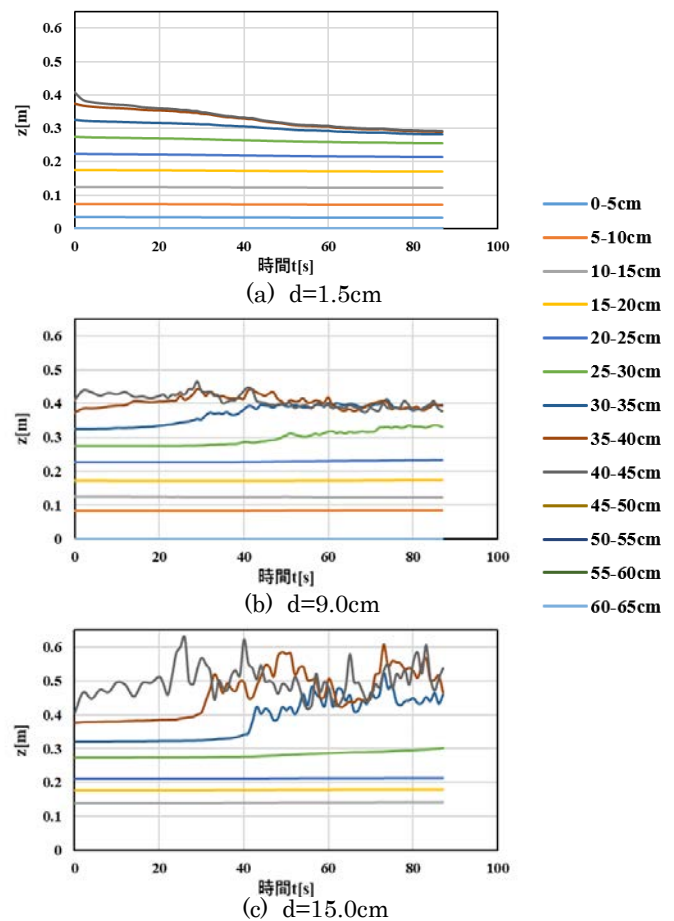 0.6
0.5
0.4
0.3
0.2
0.1
0
z[m]
0 20 40 60 80 100
時間t[s]
(a) d=1.5cm
0.6
0.5
0.4
0.3
0.2
0.1
0
z[m]
0 20 40 60 80 100
時間t[s]
(b) d=9.0cm
0.6
0.5
0.4
0.3
0.2
0.1
0
z[m]
0 20 40 60 80 100
時間t[s]
(c) d=15.0cm
0-5cm
5-10cm
10-15cm
15-20cm
20-25cm
25-30cm
30-35cm
35-40cm
40-45cm
45-50cm
50-55cm
55-60cm
60-65cm